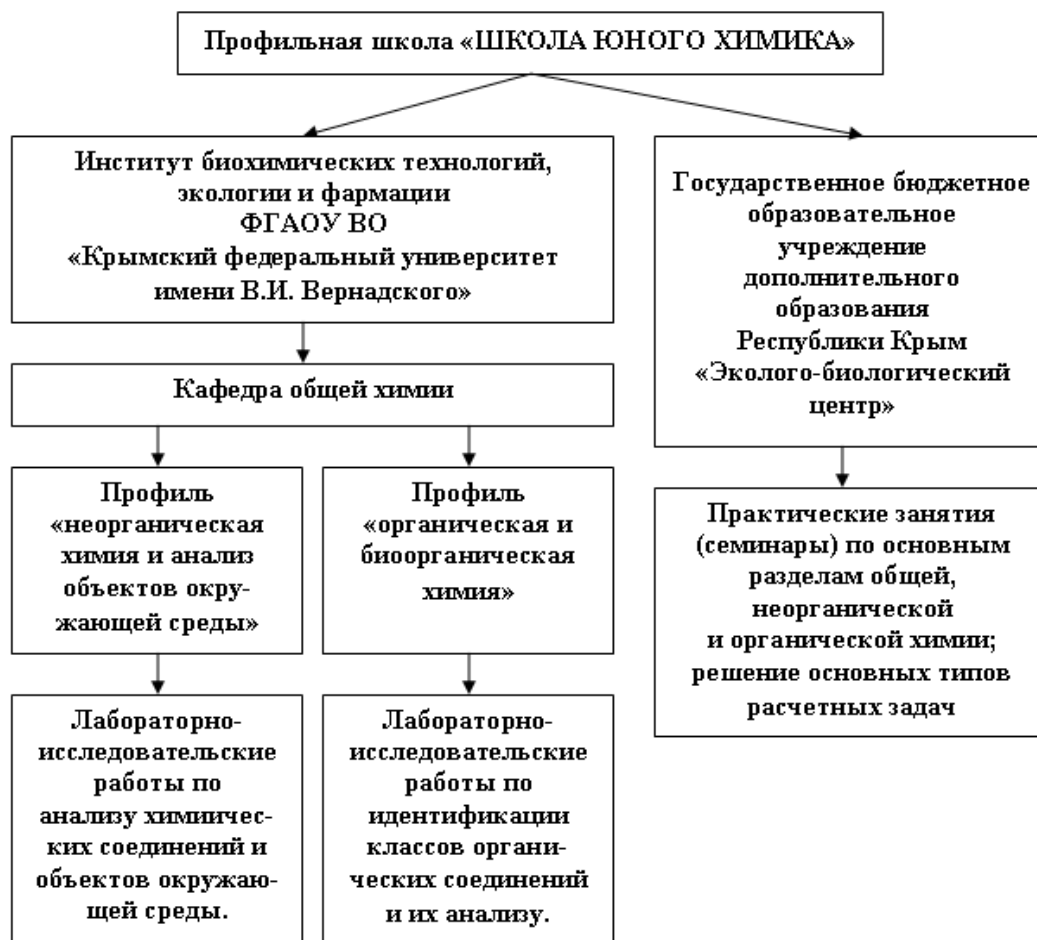 Профильная школа «ШКОЛА ЮНОГО ХИМИКА»
Институт биохимических технологий,
экологии и фармации
ФГАОУ ВО
«Крымский федеральный университет
имени В.И. Вернадского»
Государственное бюджетное
образовательное
учреждение
дополнительного
образования
Республики Крым
«Эколого-биологический
центр»
Кафедра общей химии
Профиль
«неорганическая
химия и анализ
объектов окру-
жающей среды»
Профиль
«органическая и
биоорганическая
химия»
Практические занятия
(семинары) по основным
разделам общей,
неорганической
и органической химии;
решение основных типов
расчетных задач
Лабораторно-
исследовательские
работы по
анализу химиичес-
ких соединений и
объектов окружаю-
щей среды.
Лабораторно-
исследовательские
работы по
идентификации
классов органи-
ческих соединений
и их анализу.